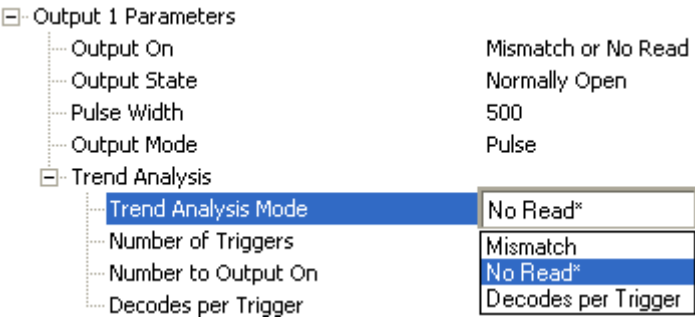 Output 1 Parameters
Output On Mismatch or No Read
Output State Normally Open
Pulse Width 500
Output Mode Pulse
Trend Analysis
Trend Analysis Mode No Read*
Number of Triggers Mismatch
Number to Output On No Read*
Decodes per Trigger Decodes per Trigger